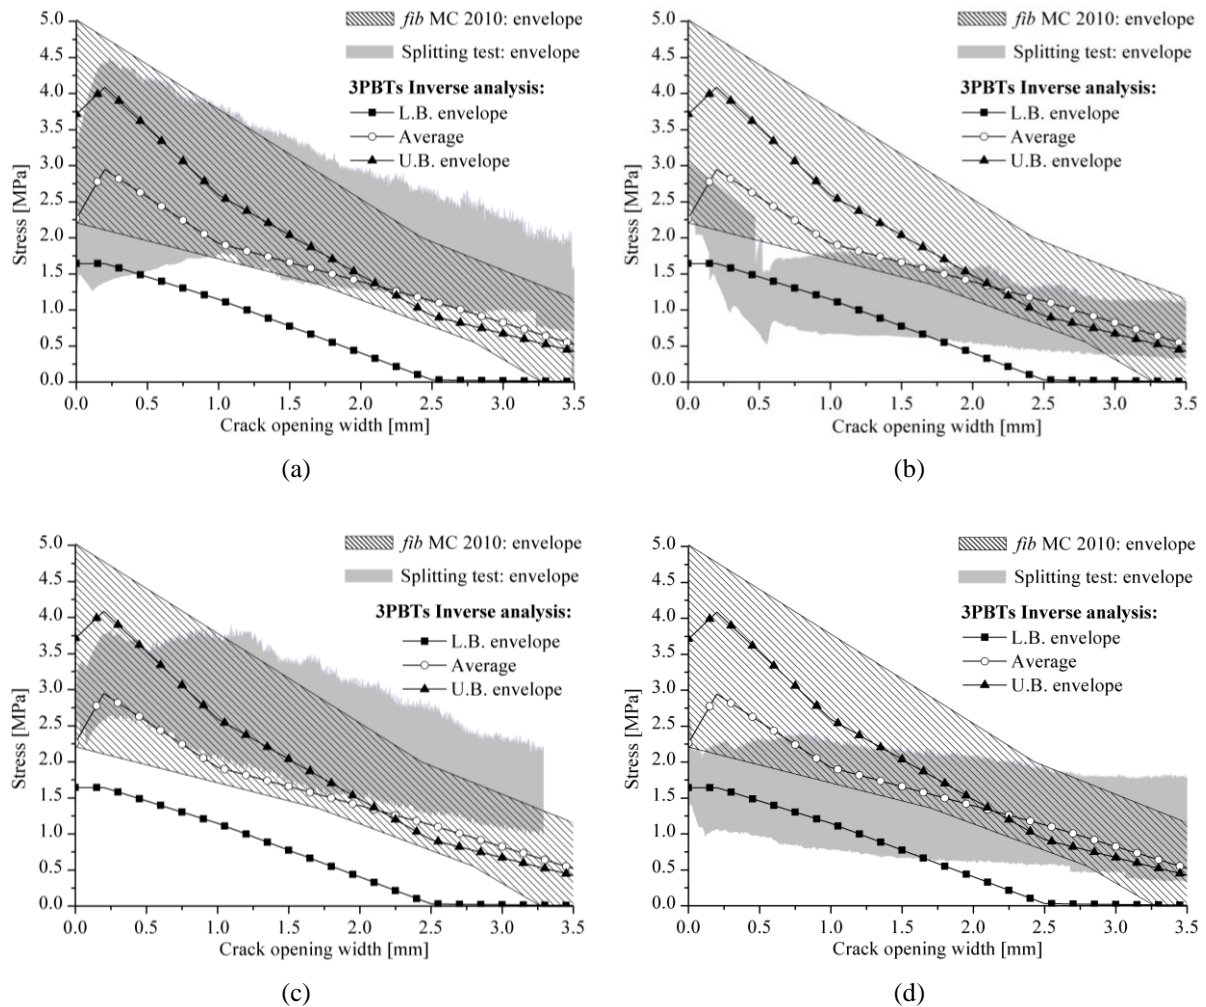 fib MC 2010: envelope
Splitting test: envelope
3PBTs Inverse analysis:
L.B. envelope
Average
U.B. envelope
Stress [MPa]
5.0
4.5
4.0
3.5
3.0
2.5
2.0
1.5
1.0
0.5
0.0
0.0 0.5 1.0 1.5 2.0 2.5 3.0 3.5
Crack opening width [mm]
(a)
fib MC 2010: envelope
Splitting test: envelope
3PBTs Inverse analysis:
L.B. envelope
Average
U.B. envelope
Stress [MPa]
5.0
4.5
4.0
3.5
3.0
2.5
2.0
1.5
1.0
0.5
0.0
0.0 0.5 1.0 1.5 2.0 2.5 3.0 3.5
Crack opening width [mm]
(b)
fib MC 2010: envelope
Splitting test: envelope
3PBTs Inverse analysis:
L.B. envelope
Average
U.B. envelope
Stress [MPa]
5.0
4.5
4.0
3.5
3.0
2.5
2.0
1.5
1.0
0.5
0.0
0.0 0.5 1.0 1.5 2.0 2.5 3.0 3.5
Crack opening width [mm]
(c)
fib MC 2010: envelope
Splitting test: envelope
3PBTs Inverse analysis:
L.B. envelope
Average
U.B. envelope
Stress [MPa]
5.0
4.5
4.0
3.5
3.0
2.5
2.0
1.5
1.0
0.5
0.0
0.0 0.5 1.0 1.5 2.0 2.5 3.0 3.5
Crack opening width [mm]
(d)